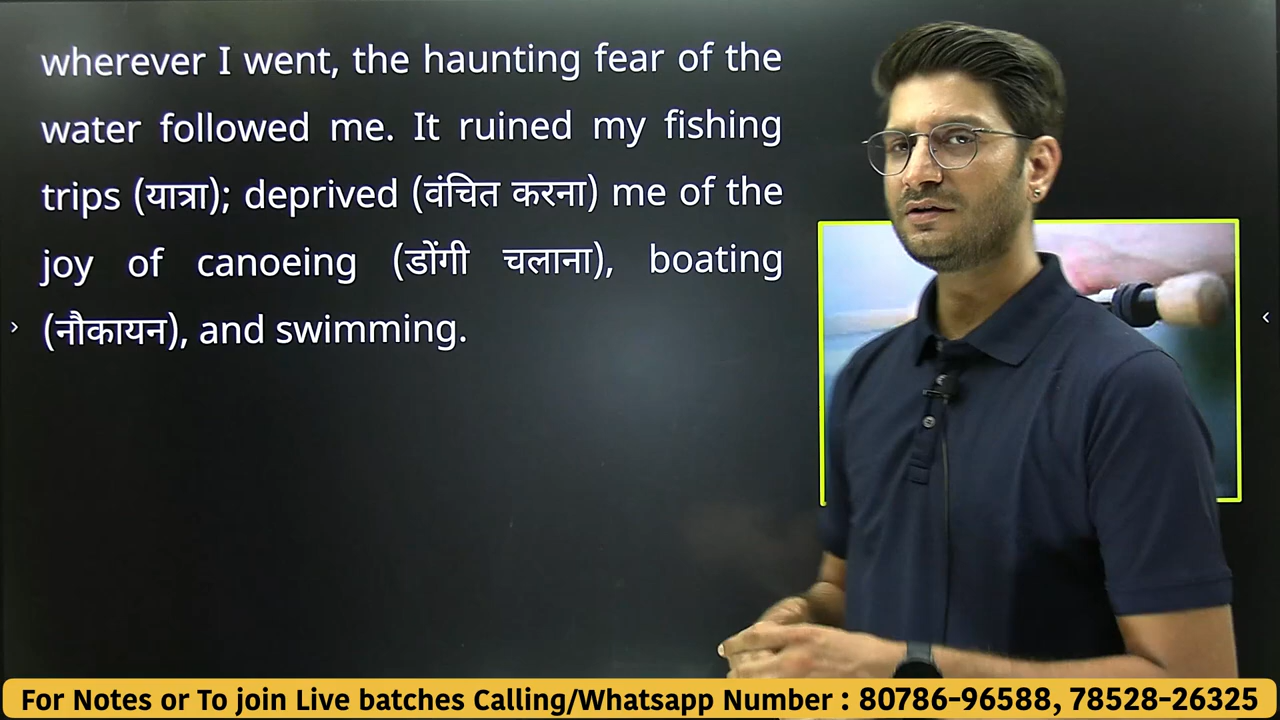 wherever I went, the haunting fear of the
water followed me. It ruined my fishing
trips (यात्रा); deprived (वंचित करना) me of the
joy of canoeing (डोंगी चलाना), boating
(नौकायन), and swimming.
For Notes or To join Live batches Calling/Whatsapp Number : 80786-96588, 78528-26325